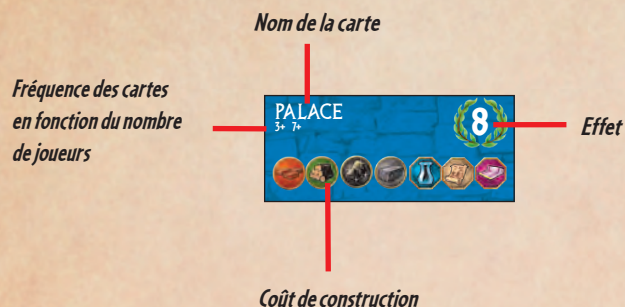 Nom de la carte
Fréquence des cartes
en fonction du nombre
de joueurs
PALACE
3+ 7+
8
Effet
Coût de construction